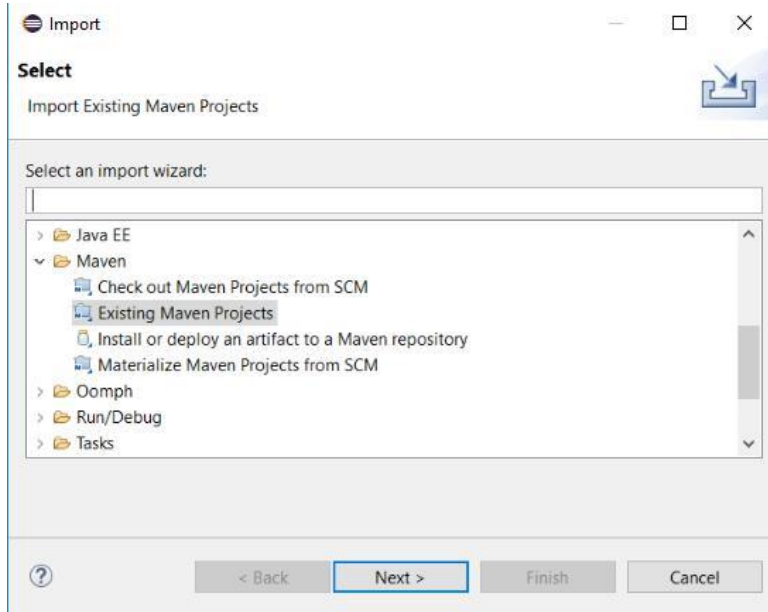 Import
Select
Import Existing Maven Projects
Select an import wizard:
Java EE
Maven
Check out Maven Projects from SCM
Existing Maven Projects
Install or deploy an artifact to a Maven repository
Materialize Maven Projects from SCM
Oomph
Run/Debug
Tasks
? < Back Next > Finish Cancel